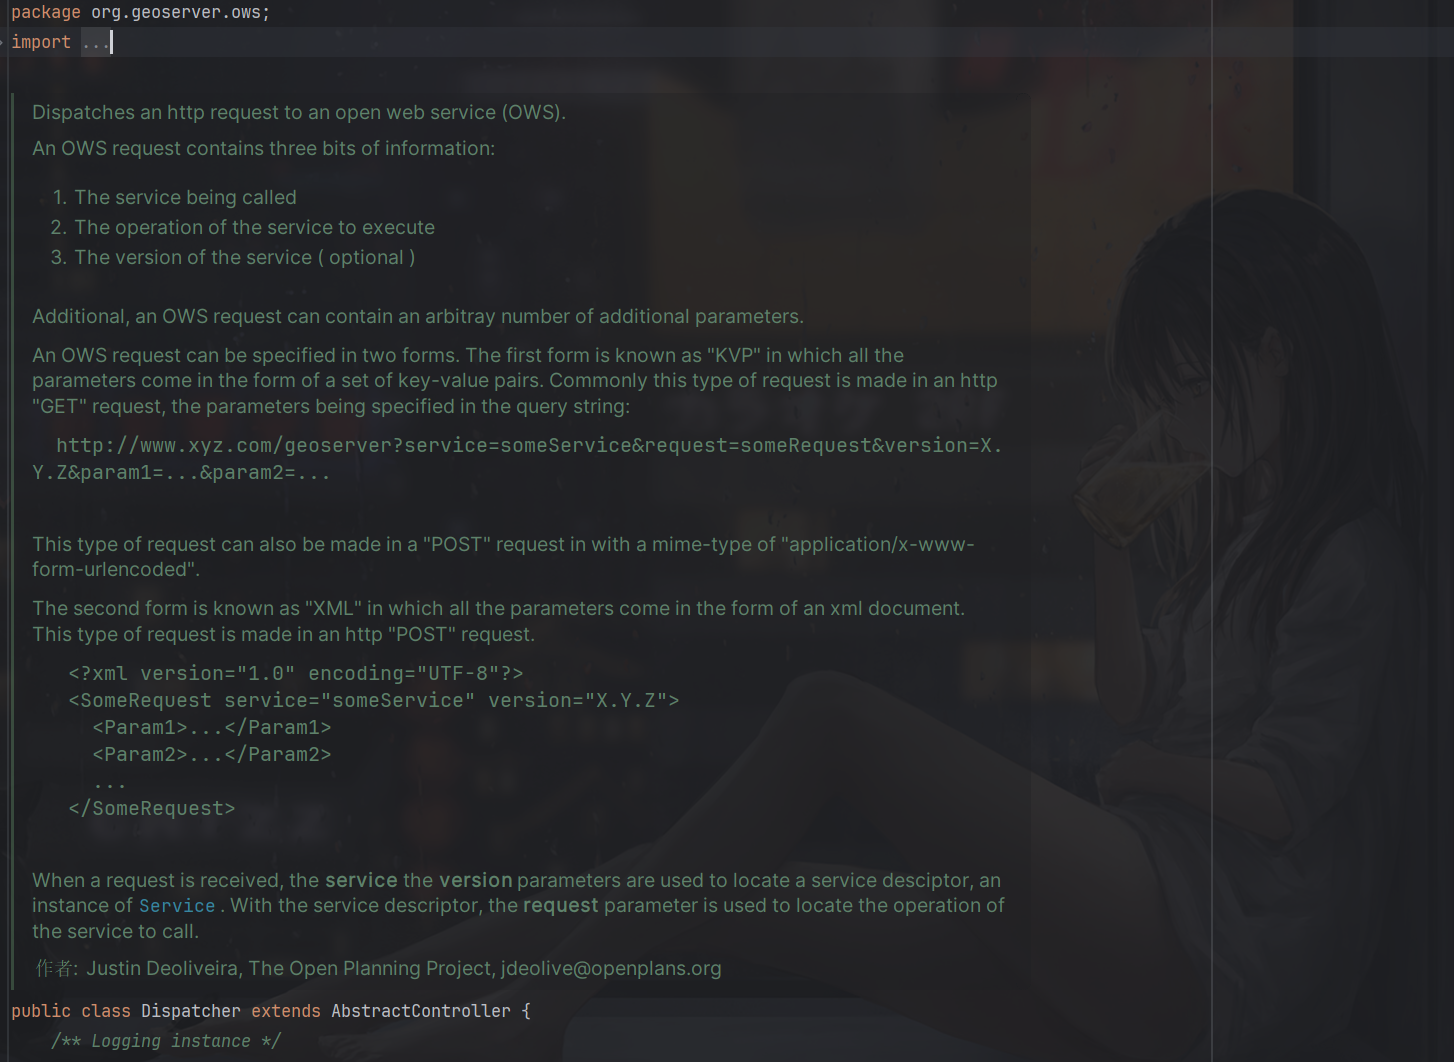 package org.geoserver.ows;
import ...
Dispatches an http request to an open web service (OWS).
An OWS request contains three bits of information:
1. The service being called
2. The operation of the service to execute
3. The version of the service ( optional )
Additional, an OWS request can contain an arbitray number of additional parameters.
An OWS request can be specified in two forms. The first form is known as "KVP" in which all the
parameters come in the form of a set of key-value pairs. Commonly this type of request is made in an http
"GET" request, the parameters being specified in the query string:
http://www.xyz.com/geoserver?service=someService&request=someRequest&version=X.
Y.Z&param1=...&param2=...
This type of request can also be made in a "POST" request in with a mime-type of "application/x-www-
form-urlencoded".
The second form is known as "XML" in which all the parameters come in the form of an xml document.
This type of request is made in an http "POST" request.
<?xml version="1.0" encoding="UTF-8"?>
<SomeRequest service="someService" version="X.Y.Z">
<Param1>...</Param1>
<Param2>...</Param2>
...
</SomeRequest>
When a request is received, the service the version parameters are used to locate a service desciptor, an
instance of Service . With the service descriptor, the request parameter is used to locate the operation of
the service to call.
作者: Justin Deoliveira, The Open Planning Project, jdeolive@openplans.org
public class Dispatcher extends AbstractController {
/** Logging instance */